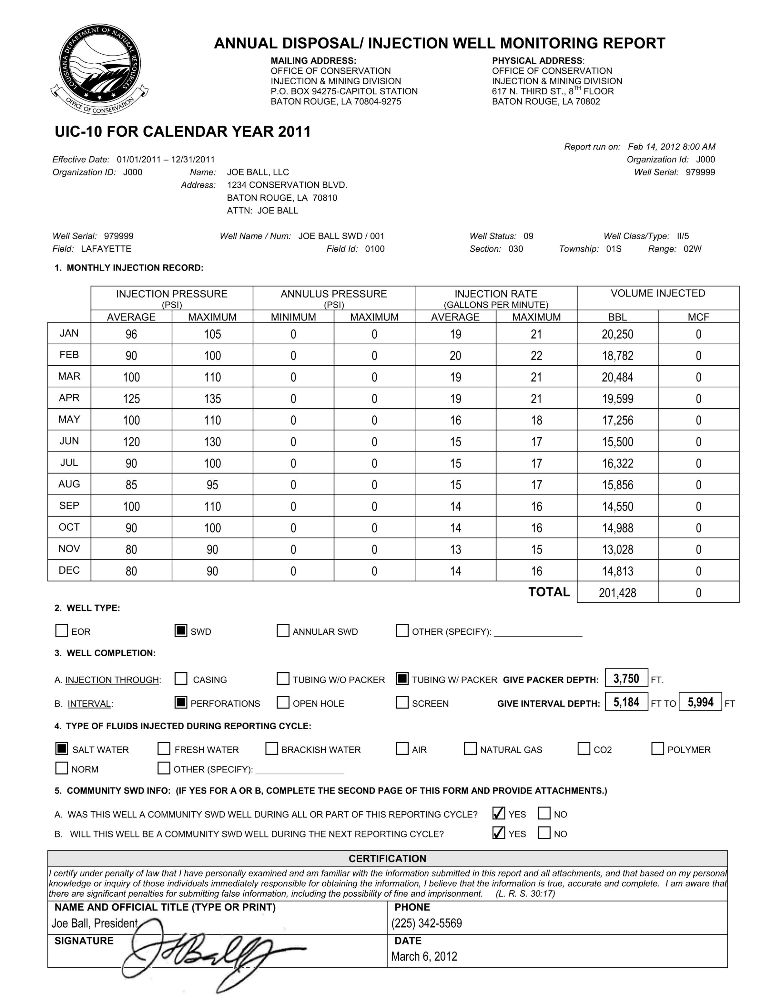 LOUISIANA DEPARTMENT OF NATURAL RESOURCES
OFFICE OF CONSERVATION
ANNUAL DISPOSAL/ INJECTION WELL MONITORING REPORT
MAILING ADDRESS: PHYSICAL ADDRESS:
OFFICE OF CONSERVATION OFFICE OF CONSERVATION
INJECTION & MINING DIVISION INJECTION & MINING DIVISION
P.O. BOX 94275-CAPITOL STATION 617 N. THIRD ST., 8TH FLOOR
BATON ROUGE, LA 70804-9275 BATON ROUGE, LA 70802
UIC-10 FOR CALENDAR YEAR 2011
Report run on: Feb 14, 2012 8:00 AM
Effective Date: 01/01/2011 – 12/31/2011 Organization Id: J000
Organization ID: J000 Name: JOE BALL, LLC Well Serial: 979999
Address: 1234 CONSERVATION BLVD.
BATON ROUGE, LA 70810
ATTN: JOE BALL
Well Serial: 979999 Well Name / Num: JOE BALL SWD / 001 Well Status: 09 Well Class/Type: II/5
Field: LAFAYETTE Field Id: 0100 Section: 030 Township: 01S Range: 02W
1. MONTHLY INJECTION RECORD:
INJECTION PRESSURE ANNULUS PRESSURE INJECTION RATE VOLUME INJECTED
(PSI) (PSI) (GALLONS PER MINUTE)
AVERAGE MAXIMUM MINIMUM MAXIMUM AVERAGE MAXIMUM BBL MCF
JAN 96 105 0 0 19 21 20,250 0
FEB 90 100 0 0 20 22 18,782 0
MAR 100 110 0 0 19 21 20,484 0
APR 125 135 0 0 19 21 19,599 0
MAY 100 110 0 0 16 18 17,256 0
JUN 120 130 0 0 15 17 15,500 0
JUL 90 100 0 0 15 17 16,322 0
AUG 85 95 0 0 15 17 15,856 0
SEP 100 110 0 0 14 16 14,550 0
OCT 90 100 0 0 14 16 14,988 0
NOV 80 90 0 0 13 15 13,028 0
DEC 80 90 0 0 14 16 14,813 0
TOTAL 201,428 0
2. WELL TYPE:
EOR SWD ANNULAR SWD OTHER (SPECIFY):
3. WELL COMPLETION:
A. INJECTION THROUGH: CASING TUBING W/O PACKER TUBING W/ PACKER GIVE PACKER DEPTH: 3,750 FT.
B. INTERVAL: PERFORATIONS OPEN HOLE SCREEN GIVE INTERVAL DEPTH: 5,184 FT TO 5,994 FT
4. TYPE OF FLUIDS INJECTED DURING REPORTING CYCLE:
SALT WATER FRESH WATER BRACKISH WATER AIR NATURAL GAS CO2 POLYMER
NORM OTHER (SPECIFY):
5. COMMUNITY SWD INFO: (IF YES FOR A OR B, COMPLETE THE SECOND PAGE OF THIS FORM AND PROVIDE ATTACHMENTS.)
A. WAS THIS WELL A COMMUNITY SWD WELL DURING ALL OR PART OF THIS REPORTING CYCLE? YES NO
B. WILL THIS WELL BE A COMMUNITY SWD WELL DURING THE NEXT REPORTING CYCLE? YES NO
CERTIFICATION
I certify under penalty of law that I have personally examined and am familiar with the information submitted in this report and all attachments, and that based on my personal
knowledge or inquiry of those individuals immediately responsible for obtaining the information, I believe that the information is true, accurate and complete. I am aware that
there are significant penalties for submitting false information, including the possibility of fine and imprisonment. (L. R. S. 30:17)
NAME AND OFFICIAL TITLE (TYPE OR PRINT) PHONE
Joe Ball, President (225) 342-5569
SIGNATURE DATE
March 6, 2012